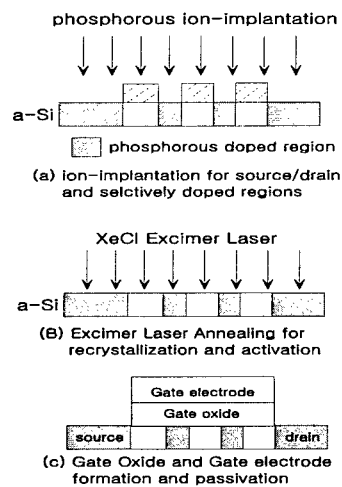 phosphorous ion-implantation
a-Si
phosphorous doped region
(a) ion-implantation for source/drain
and selctively doped regions
XeCl Excimer Laser
a-Si
(B) Excimer Laser Annealing for
recrystallization and activation
Gate electrode
Gate oxide
source
drain
(c) Gate Oxide and Gate electrode
formation and passivation